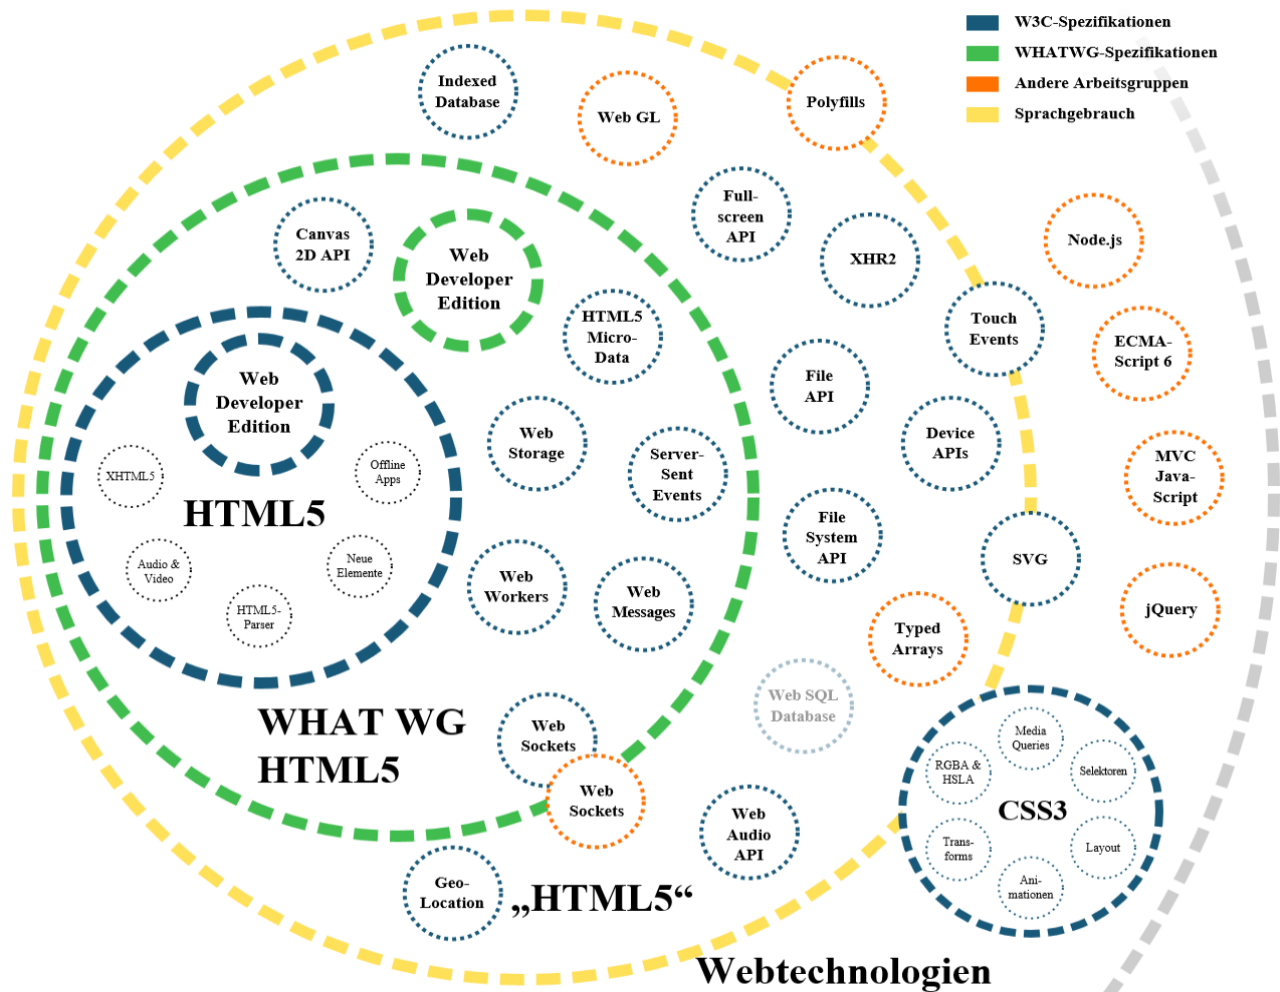 W3C-Spezifikationen
WHATWG-Spezifikationen
Andere Arbeitsgruppen
Sprachgebrauch
Indexed
Database
Web GL
Polyfills
Full-
screen
API
XHR2
Node.js
Canvas
2D API
Web
Developer
Edition
HTML5
Micro-
Data
Touch
Events
ECMA-
Script 6
Web
Developer
Edition
File
API
Web
Storage
Server-
Sent
Events
Device
APIs
MVC
Java-
Script
XHTML5
Offline
Apps
HTML5
File
System
API
SVG
Audio &
Video
Neue
Elemente
HTML5-
Parser
Web
Workers
Web
Messages
Typed
Arrays
jQuery
WHAT WG
HTML5
Web
Sockets
Web
Sockets
Web SQL
Database
Media
Queries
RGBA &
HSLA
Selektoren
CSS3
Trans-
forms
Layout
Ani-
mationen
Web
Audio
API
Geo-
Location
„HTML5“
Webtechnologien